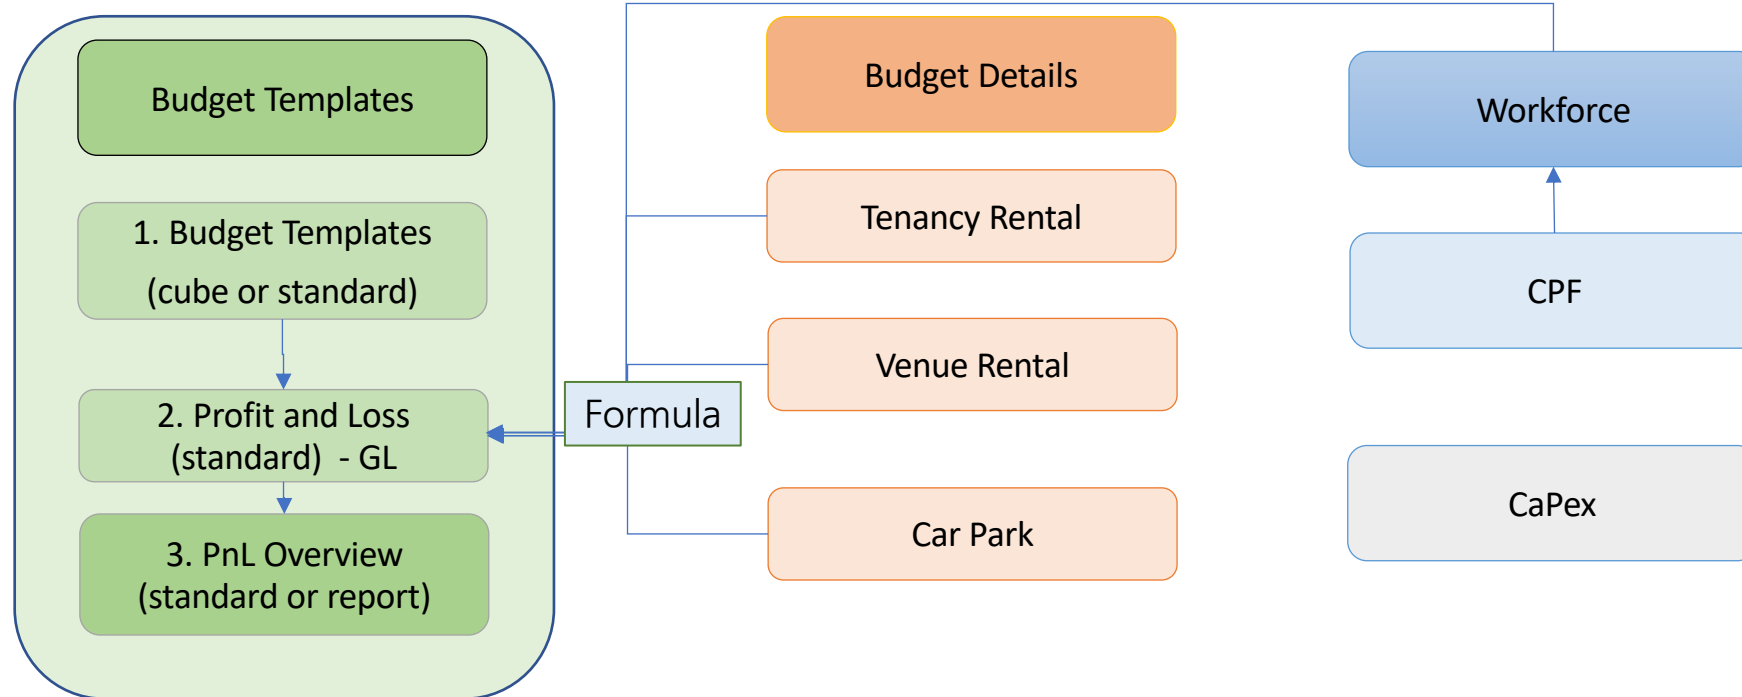 Budget Templates
1. Budget Templates
(cube or standard)
2. Profit and Loss
(standard)  - GL
3. PnL Overview
(standard or report)
Formula
Budget Details
Tenancy Rental
Venue Rental
Car Park
Workforce
CPF
CaPex